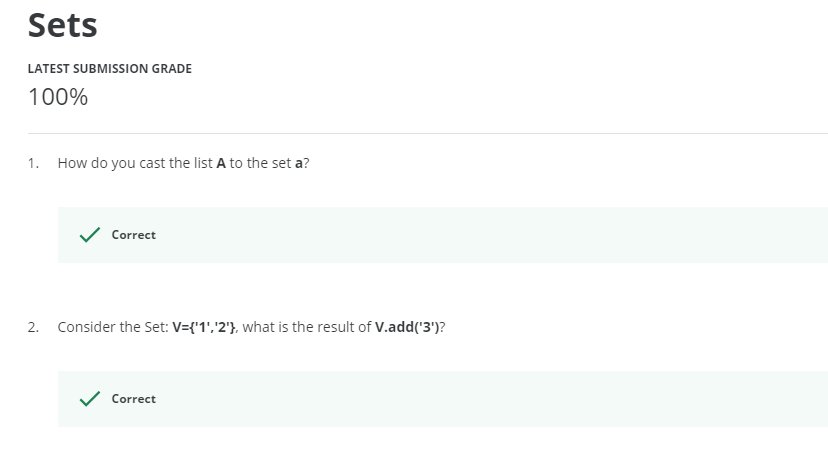 Sets
LATEST SUBMISSION GRADE
100%
1. How do you cast the list A to the set a?
Correct
2. Consider the Set: V={'1','2'}, what is the result of V.add('3')?
Correct